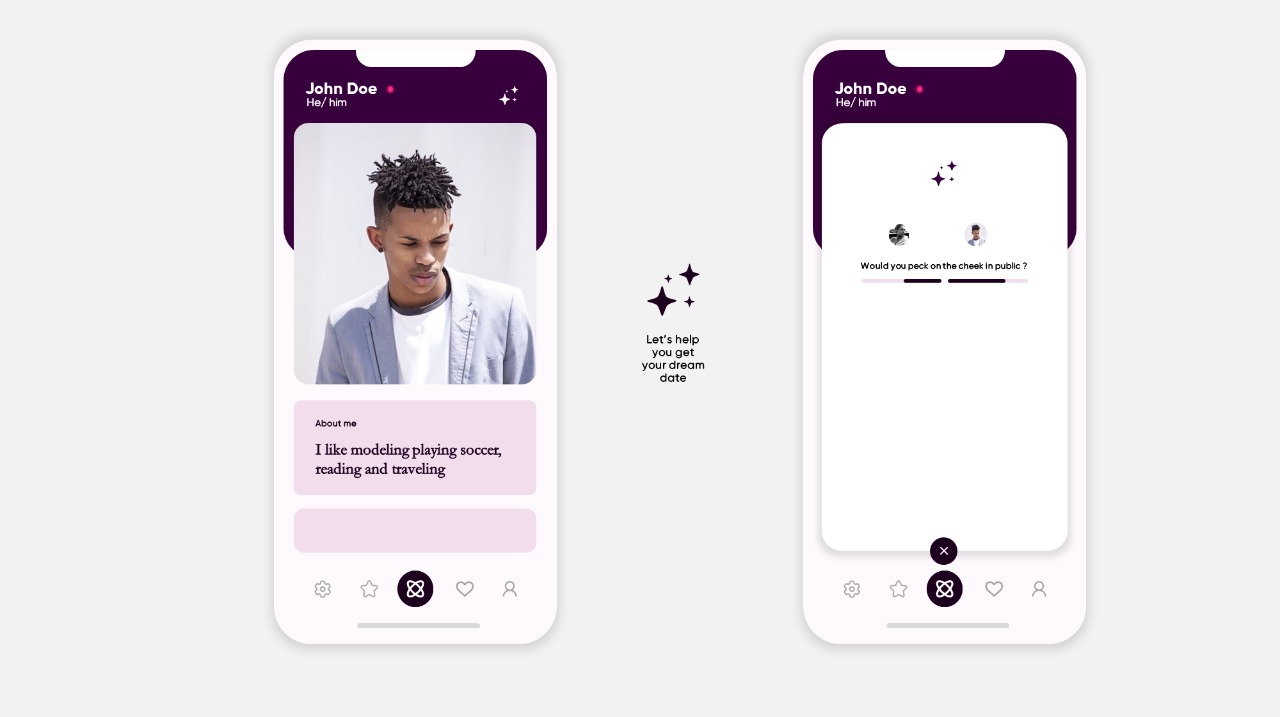 John Doe
He/ him
About me
I like modeling playing soccer,
reading and traveling
Let's help
you get
your dream
date
John Doe
He/ him
Would you peck on the cheek in public ?